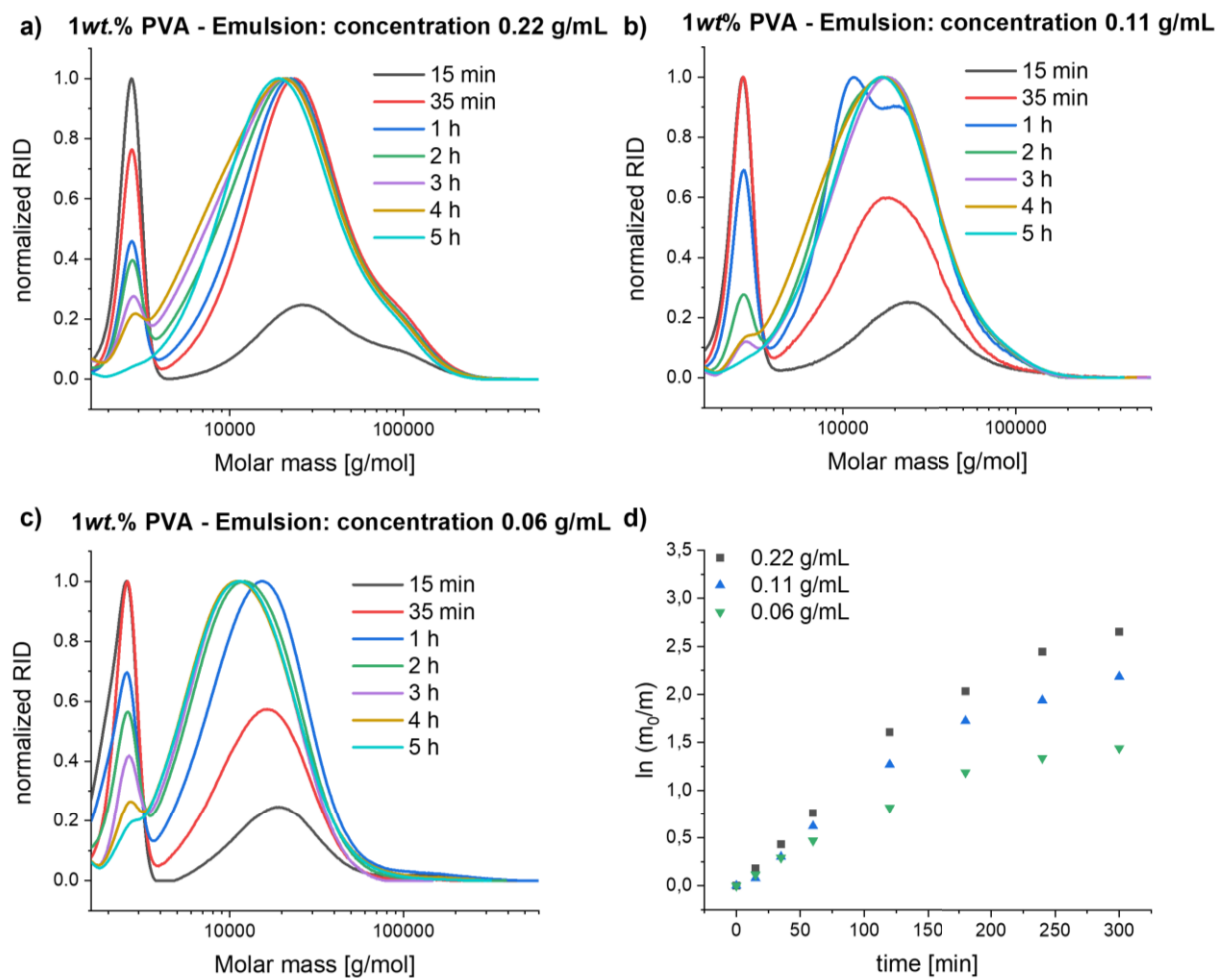 a) 1wt.% PVA - Emulsion: concentration 0.22 g/mL
normalized RID
1.0
0.8
0.6
0.4
0.2
0.0
15 min
35 min
1 h
2 h
3 h
4 h
5 h
10000 100000
Molar mass [g/mol]
b) 1wt% PVA - Emulsion: concentration 0.11 g/mL
normalized RID
1.0
0.8
0.6
0.4
0.2
0.0
15 min
35 min
1 h
2 h
3 h
4 h
5 h
10000 100000
Molar mass [g/mol]
c) 1wt.% PVA - Emulsion: concentration 0.06 g/mL
normalized RID
1.0
0.8
0.6
0.4
0.2
0.0
15 min
35 min
1 h
2 h
3 h
4 h
5 h
10000 100000
Molar mass [g/mol]
d)
ln (m₀/m)
3,5
3,0
2,5
2,0
1,5
1,0
0,5
0,0
0.22 g/mL
0.11 g/mL
0.06 g/mL
0 50 100 150 200 250 300
time [min]